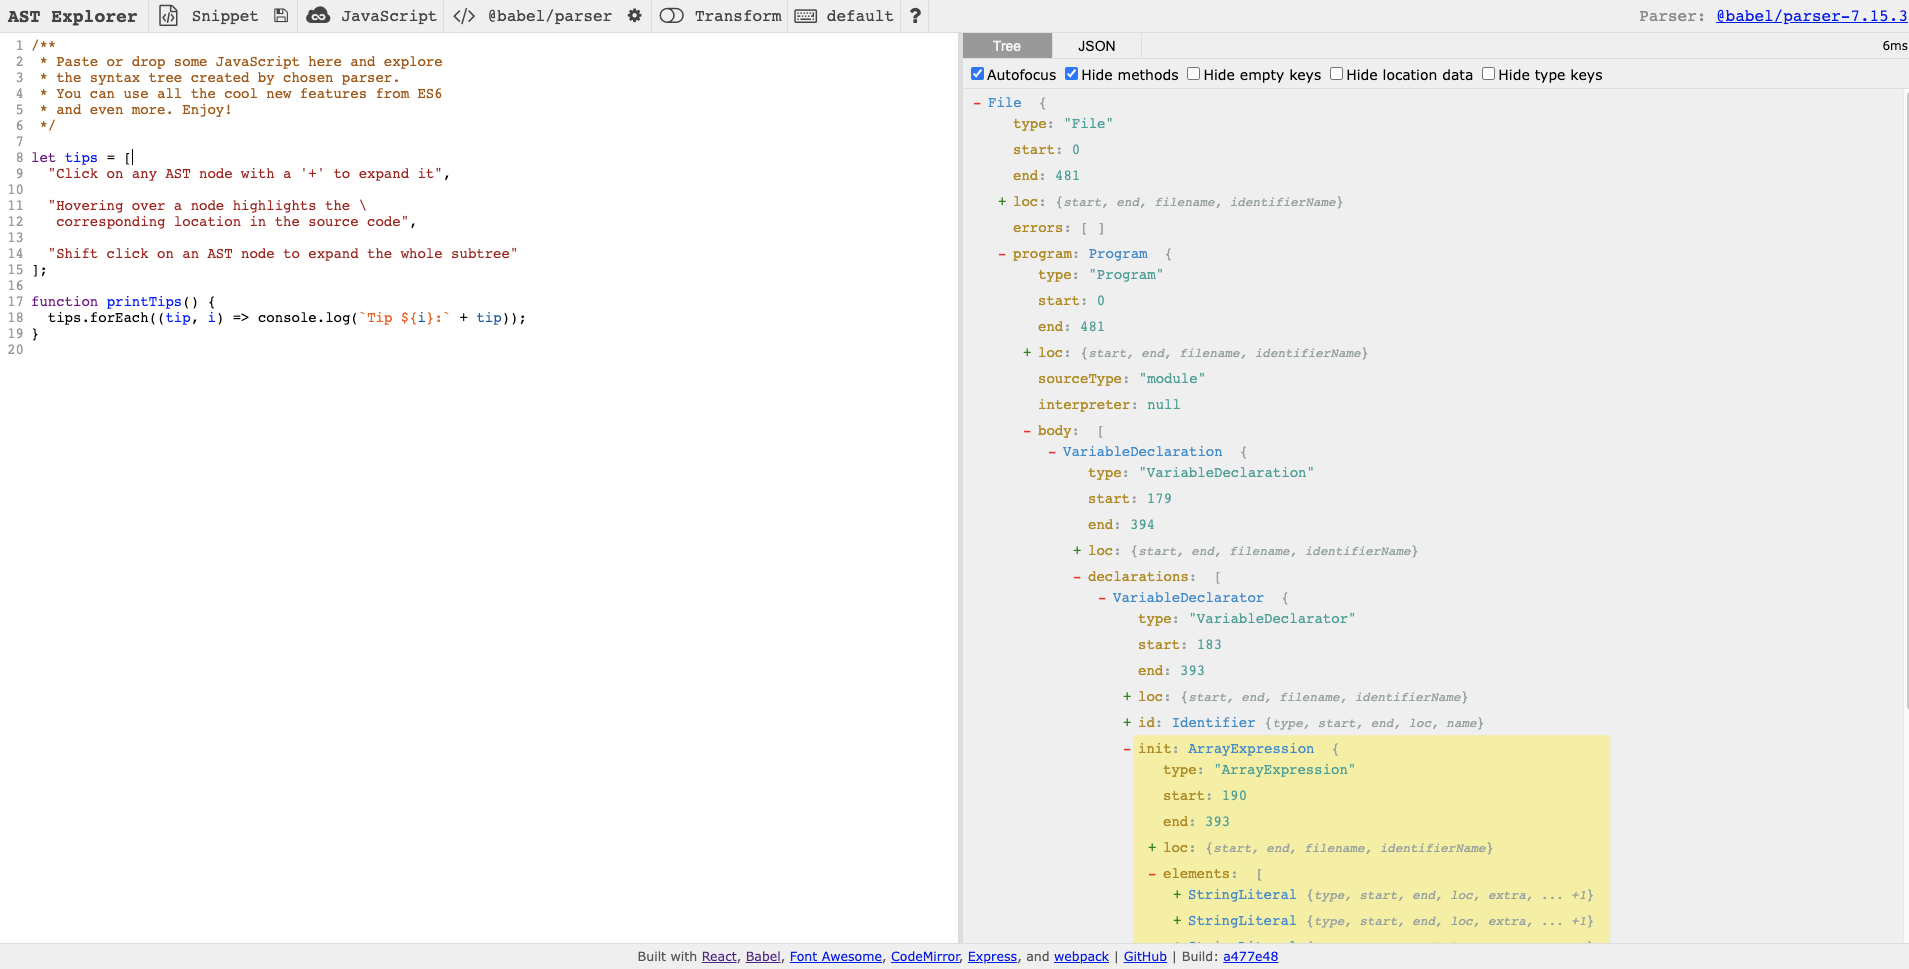 AST Explorer Snippet JavaScript </> @babel/parser Transform default ? Parser: @babel/parser-7.15.3
Tree JSON 6ms
Autofocus Hide methods Hide empty keys Hide location data Hide type keys
1 /**
2 * Paste or drop some JavaScript here and explore
3 * the syntax tree created by chosen parser.
4 * You can use all the cool new features from ES6
5 * and even more. Enjoy!
6 */
7
8 let tips = [
9 "Click on any AST node with a '+' to expand it",
10
11 "Hovering over a node highlights the \
12 corresponding location in the source code",
13
14 "Shift click on an AST node to expand the whole subtree"
15 ];
16
17 function printTips() {
18 tips.forEach((tip, i) => console.log(`Tip ${i}:` + tip));
19 }
20
- File {
type: "File"
start: 0
end: 481
+ loc: {start, end, filename, identifierName}
errors: [ ]
- program: Program {
type: "Program"
start: 0
end: 481
+ loc: {start, end, filename, identifierName}
sourceType: "module"
interpreter: null
- body: [
- VariableDeclaration {
type: "VariableDeclaration"
start: 179
end: 394
+ loc: {start, end, filename, identifierName}
- declarations: [
- VariableDeclarator {
type: "VariableDeclarator"
start: 183
end: 393
+ loc: {start, end, filename, identifierName}
+ id: Identifier {type, start, end, loc, name}
- init: ArrayExpression {
type: "ArrayExpression"
start: 190
end: 393
+ loc: {start, end, filename, identifierName}
- elements: [
+ StringLiteral {type, start, end, loc, extra, ... +1}
+ StringLiteral {type, start, end, loc, extra, ... +1}
Built with React, Babel, Font Awesome, CodeMirror, Express, and webpack | GitHub | Build: a477e48